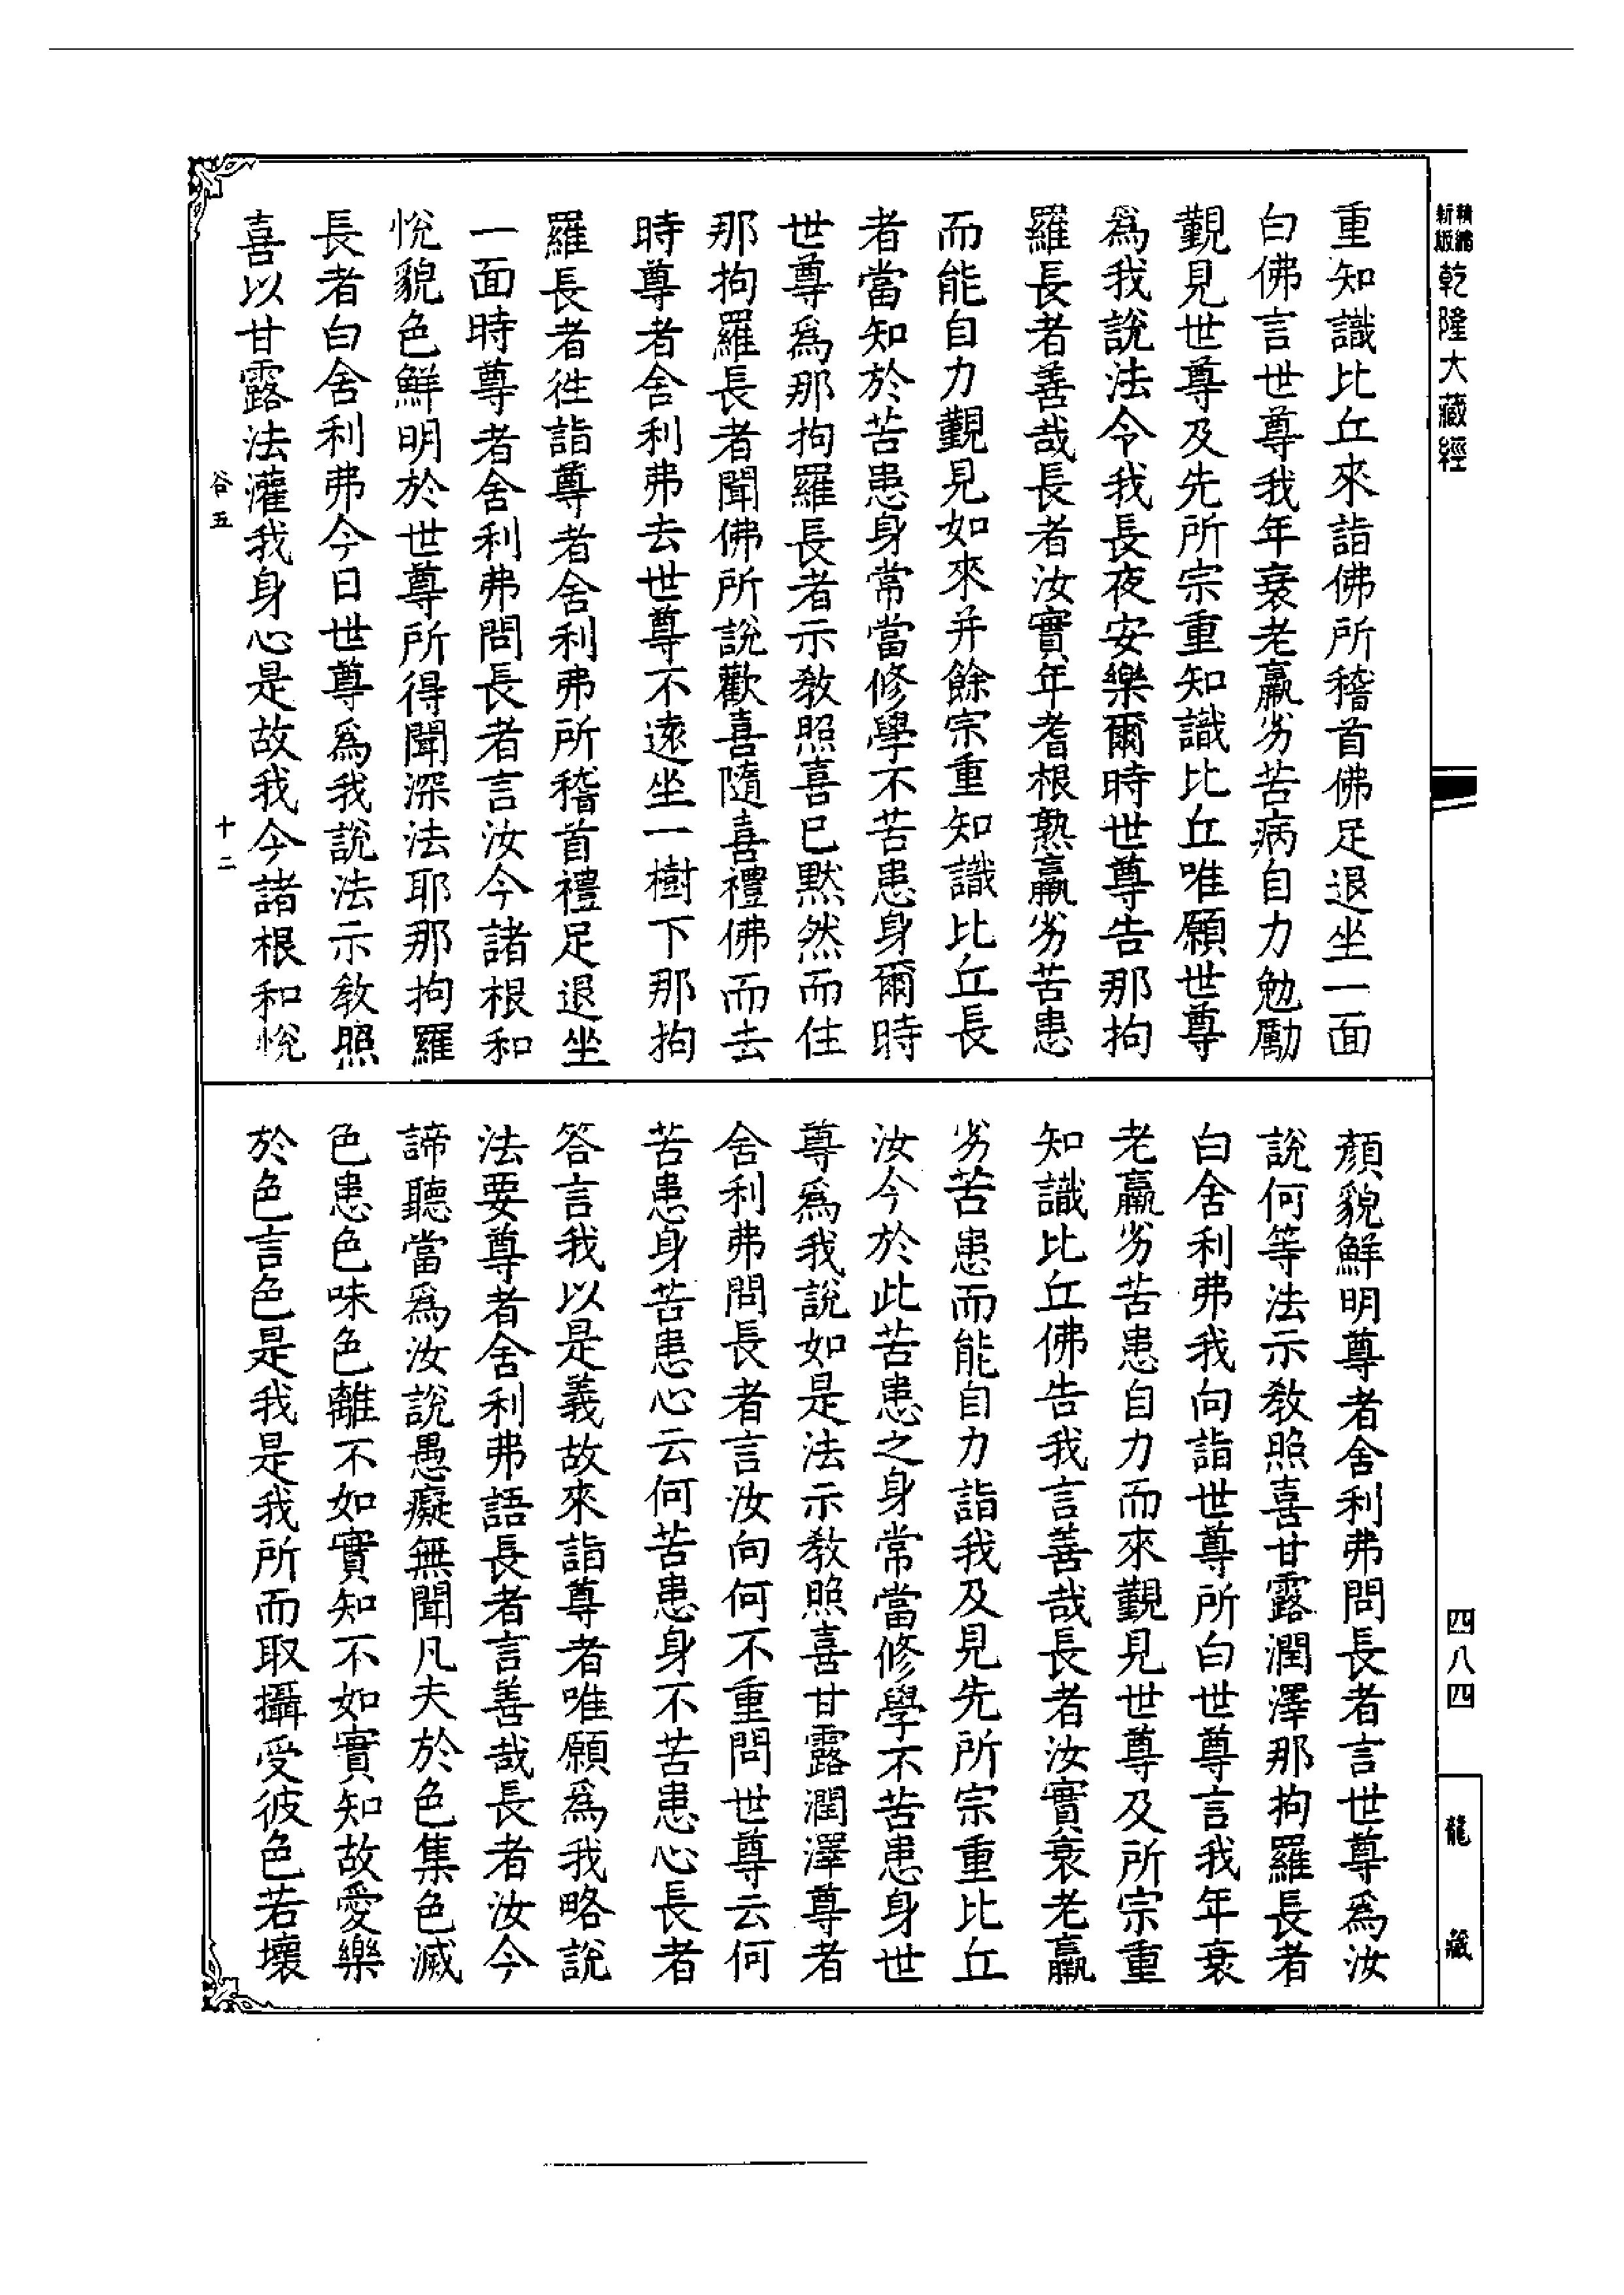 精編
新版
乾隆大藏經
重知識比丘來詣佛所稽首佛足退坐一面
白佛言世尊我年衰老羸劣苦病自力勉勵
覲見世尊及先所宗重知識比丘唯願世尊
爲我說法令我長夜安樂爾時世尊告那拘
羅長者善哉長者汝實年耆根熟羸劣苦患
而能自力覲見如來并餘宗重知識比丘長
者當知於苦患身常當修學不苦患身爾時
世尊爲那拘羅長者示教照喜已默然而住
那拘羅長者聞佛所說歡喜隨喜禮佛而去
時尊者舍利弗去世尊不遠坐一樹下那拘
羅長者徃詣尊者舍利弗所稽首禮足退坐
一面時尊者舍利弗問長者言汝今諸根和
悅貌色鮮明於世尊所得聞深法耶那拘羅
長者白舍利弗今日世尊爲我說法示教照
喜以甘露法灌我身心是故我今諸根和悅
谷五
十二
顏貌鮮明尊者舍利弗問長者言世尊爲汝
說何等法示教照喜甘露潤澤那拘羅長者
白舍利弗我向詣世尊所白世尊言我年衰
老羸劣苦患自力而來覲見世尊及所宗重
知識比丘佛告我言善哉長者汝實衰老羸
劣苦患而能自力詣我及見先所宗重比丘
汝今於此苦患之身常當修學不苦患身世
尊爲我說如是法示教照喜甘露潤澤尊者
舍利弗問長者言汝向何不重問世尊云何
苦患身苦患心云何苦患身不苦患心長者
答言我以是義故來詣尊者唯願爲我略說
法要尊者舍利弗語長者言善哉長者汝今
諦聽當爲汝說愚癡無聞凡夫於色集色滅
色患色味色離不如實知不如實知故愛樂
於色言色是我是我所而取攝受彼色若壞
四八四
龍藏